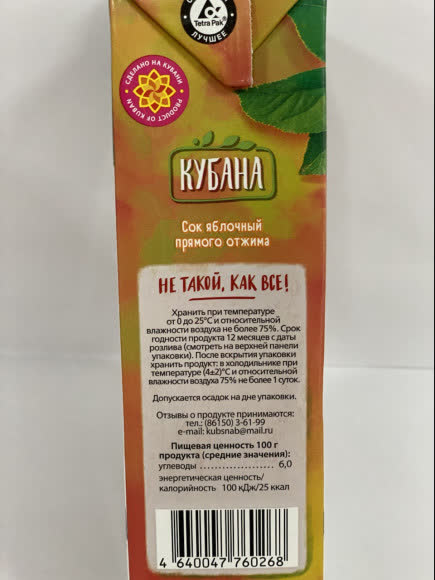 Tetra Pak
ЛУЧШЕЕ
СДЕЛАНО НА КУБАНИ
PRODUCT OF KUBAN
КУБАНА
Сок яблочный
прямого отжима
НЕ ТАКОЙ, КАК ВСЕ!
Хранить при температуре
от 0 до 25°С и относительной
влажности воздуха не более 75%. Срок
годности продукта 12 месяцев с даты
розлива (смотреть на верхней панели
упаковки). После вскрытия упаковки
хранить продукт: в холодильнике при
температуре (4±2)°С и относительной
влажности воздуха 75% не более 1 суток.
Допускается осадок на дне упаковки.
Отзывы о продукте принимаются:
тел.: (86150) 3-61-99
e-mail: kubsnab@mail.ru
Пищевая ценность 100 г
продукта (средние значения):
углеводы ..................... 6,0
энергетическая ценность/
калорийность 100 кДж/25 ккал
4 640047 760268